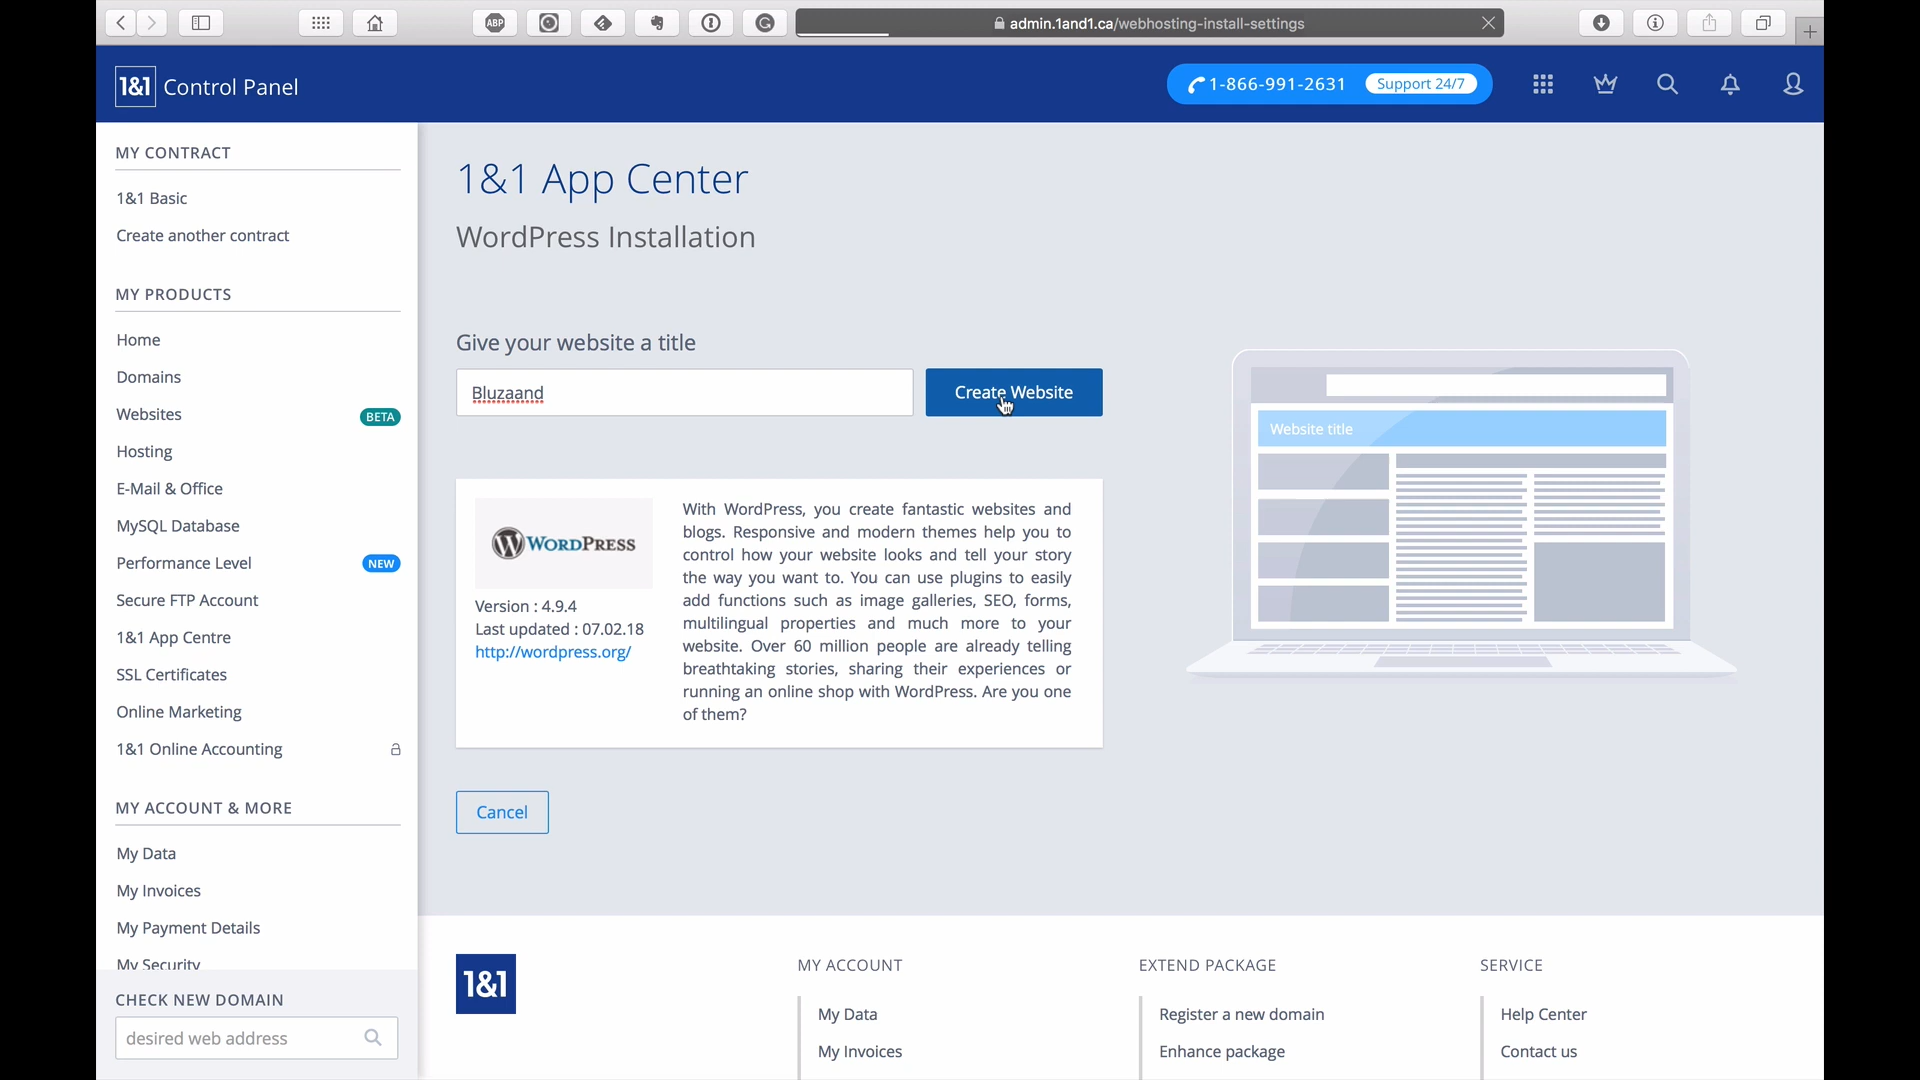 ABP
admin.1and1.ca/webhosting-install-settings
1&1 Control Panel
1-866-991-2631 Support 24/7
MY CONTRACT
1&1 Basic
Create another contract
MY PRODUCTS
Home
Domains
Websites BETA
Hosting
E-Mail & Office
MySQL Database
Performance Level NEW
Secure FTP Account
1&1 App Centre
SSL Certificates
Online Marketing
1&1 Online Accounting
MY ACCOUNT & MORE
My Data
My Invoices
My Payment Details
My Security
CHECK NEW DOMAIN
desired web address
1&1 App Center
WordPress Installation
Give your website a title
Bluzaand
Create Website
Website title
WORDPRESS
Version : 4.9.4
Last updated : 07.02.18
http://wordpress.org/
With WordPress, you create fantastic websites and
blogs. Responsive and modern themes help you to
control how your website looks and tell your story
the way you want to. You can use plugins to easily
add functions such as image galleries, SEO, forms,
multilingual properties and much more to your
website. Over 60 million people are already telling
breathtaking stories, sharing their experiences or
running an online shop with WordPress. Are you one
of them?
Cancel
1&1
MY ACCOUNT
My Data
My Invoices
EXTEND PACKAGE
Register a new domain
Enhance package
SERVICE
Help Center
Contact us